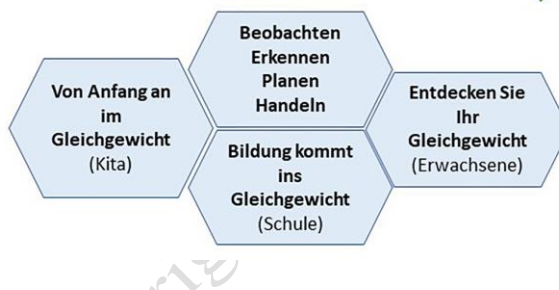 Von Anfang an
im
Gleichgewicht
(Kita)
Beobachten
Erkennen
Planen
Handeln
Bildung kommt
ins
Gleichgewicht
(Schule)
Entdecken Sie
Ihr
Gleichgewicht
(Erwachsene)